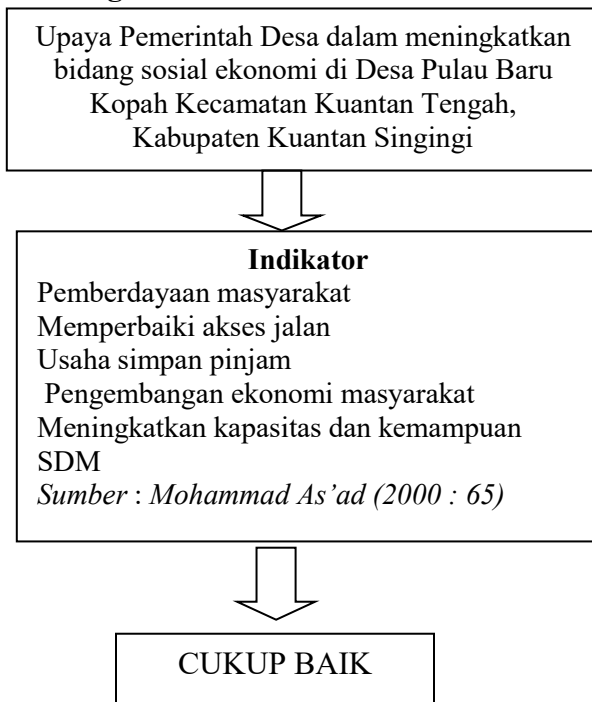 Upaya Pemerintah Desa dalam meningkatkan
bidang sosial ekonomi di Desa Pulau Baru
Kopah Kecamatan Kuantan Tengah,
Kabupaten Kuantan Singingi
Indikator
Pemberdayaan masyarakat
Memperbaiki akses jalan
Usaha simpan pinjam
Pengembangan ekonomi masyarakat
Meningkatkan kapasitas dan kemampuan
SDM
Sumber : Mohammad As’ad (2000 : 65)
CUKUP BAIK